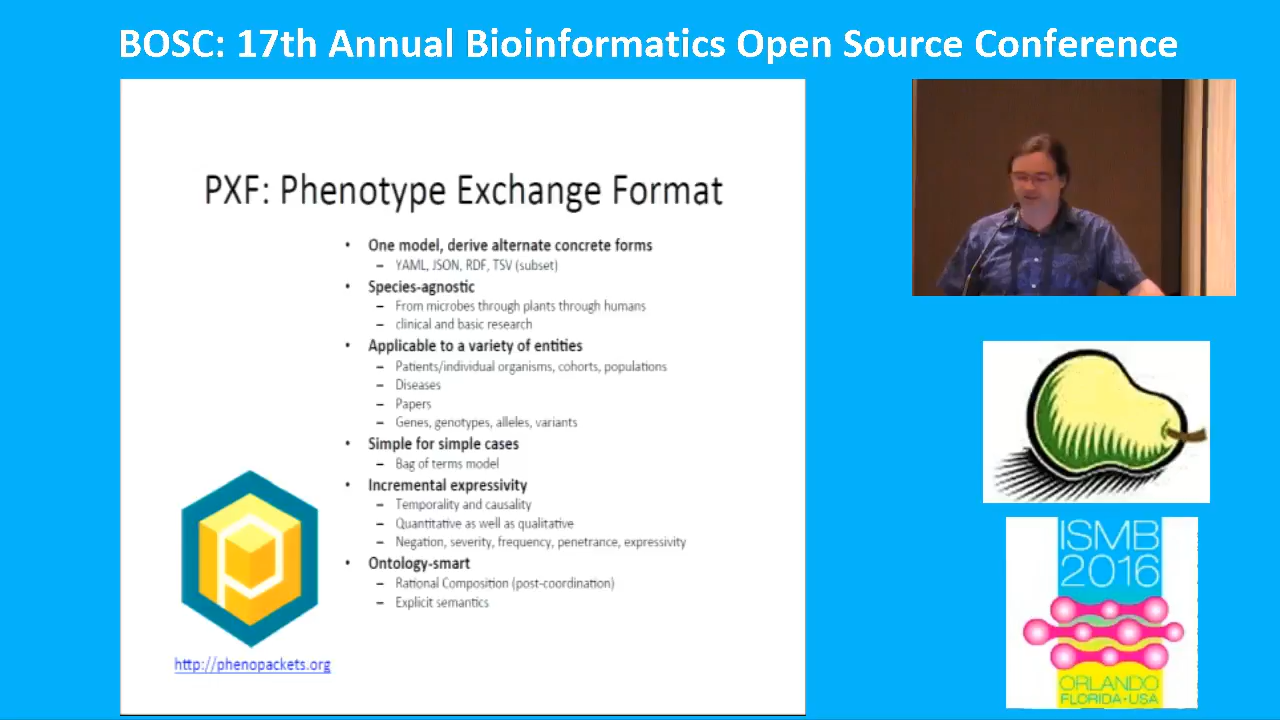 BOSC: 17th Annual Bioinformatics Open Source Conference
PXF: Phenotype Exchange Format
• One model, derive alternate concrete forms
– YAML, JSON, RDF, TSV (subset)
• Species-agnostic
– From microbes through plants through humans
– clinical and basic research
• Applicable to a variety of entities
– Patients/individual organisms, cohorts, populations
– Diseases
– Papers
– Genes, genotypes, alleles, variants
• Simple for simple cases
– Bag of terms model
• Incremental expressivity
– Temporality and causality
– Quantitative as well as qualitative
– Negation, severity, frequency, penetrance, expressivity
• Ontology-smart
– Rational Composition (post-coordination)
– Explicit semantics
http://phenopackets.org
ISMB
2016
ORLANDO
FLORIDA • USA